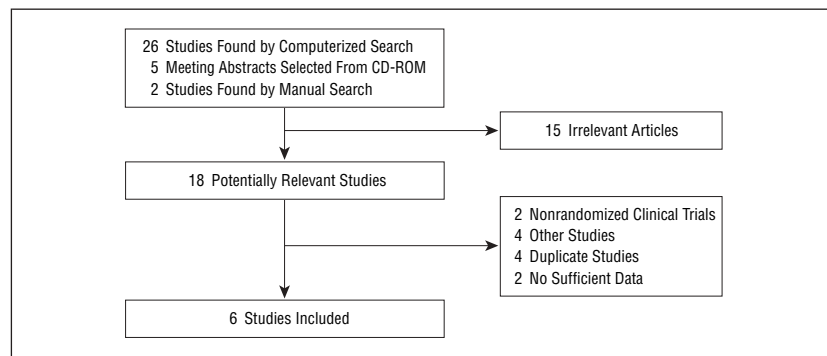 26 Studies Found by Computerized Search
5 Meeting Abstracts Selected From CD-ROM
2 Studies Found by Manual Search
15 Irrelevant Articles
18 Potentially Relevant Studies
2 Nonrandomized Clinical Trials
4 Other Studies
4 Duplicate Studies
2 No Sufficient Data
6 Studies Included